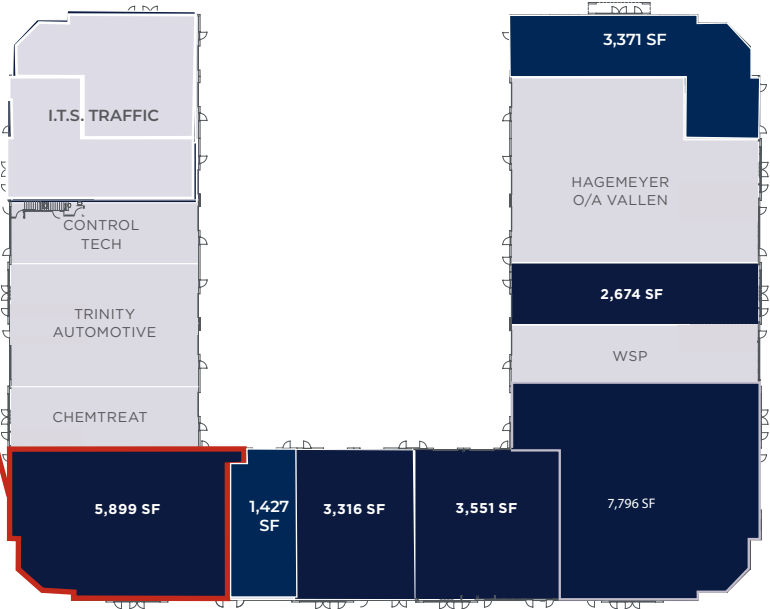 3,371 SF
I.T.S. TRAFFIC
HAGEMEYER
O/A VALLEN
CONTROL
TECH
2,674 SF
TRINITY
AUTOMOTIVE
WSP
CHEMTREAT
5,899 SF
1,427
SF
3,316 SF
3,551 SF
7,796 SF